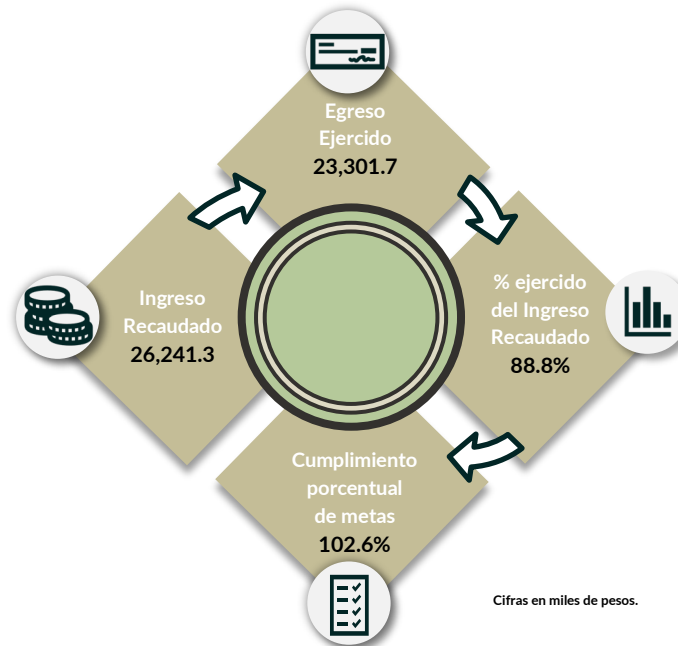 Egreso
Ejercido
23,301.7
Ingreso
Recaudado
26,241.3
% ejercido
del Ingreso
Recaudado
88.8%
Cumplimiento
porcentual
de metas
102.6%
Cifras en miles de pesos.